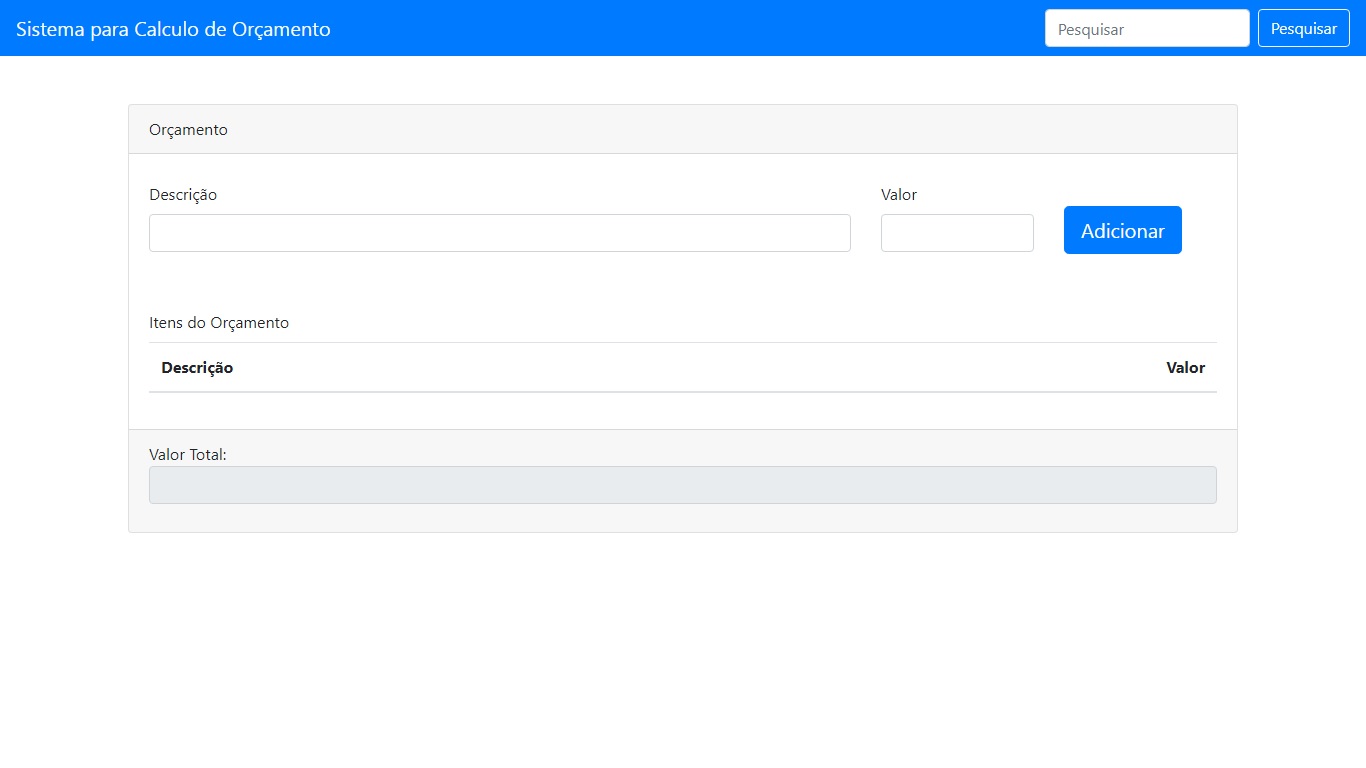 Sistema para Calculo de Orçamento
Pesquisar Pesquisar
Orçamento
Descrição Valor
Adicionar
Itens do Orçamento
Descrição Valor
Valor Total: